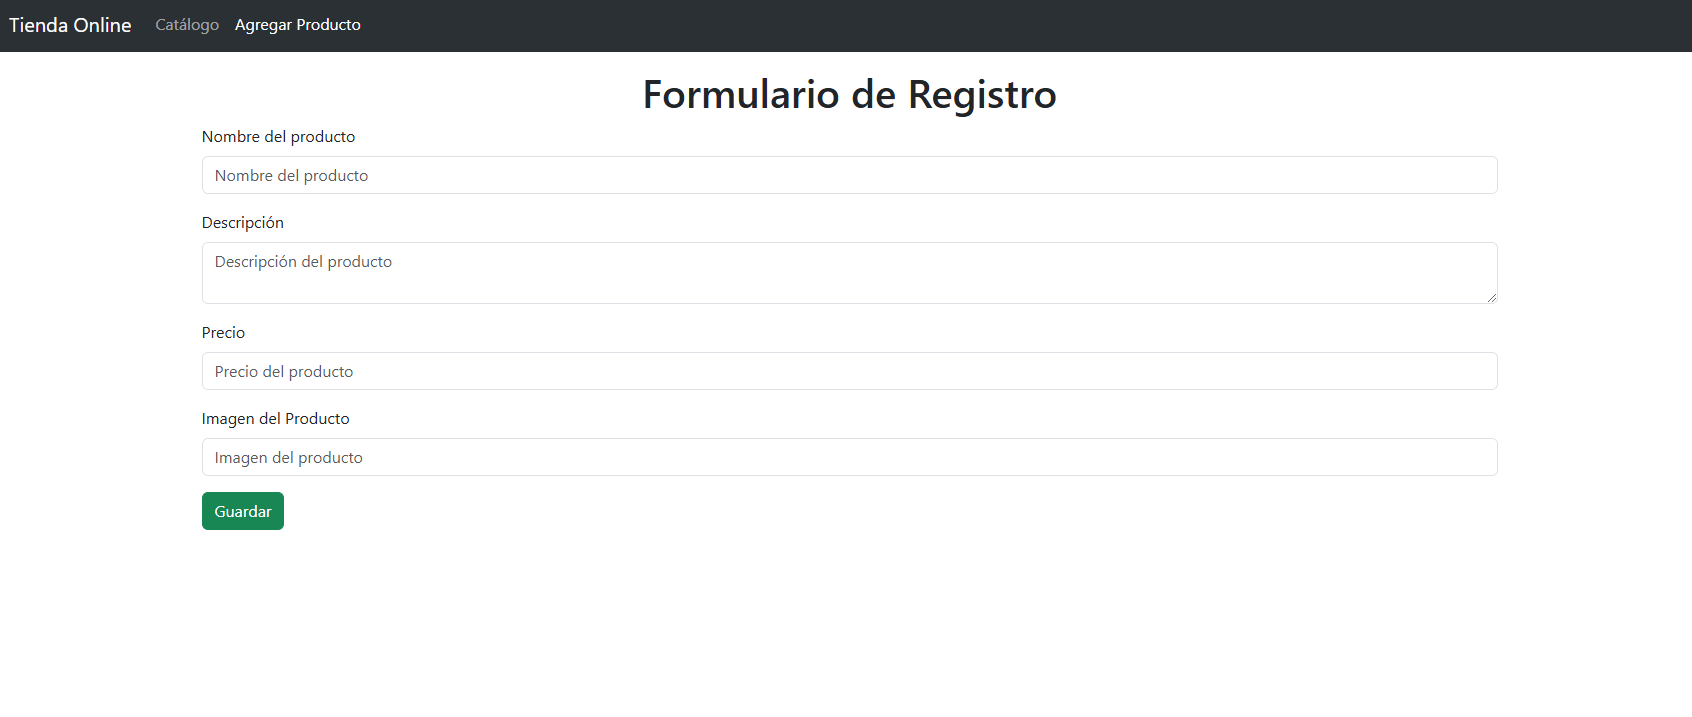 Tienda Online Catálogo Agregar Producto
Formulario de Registro
Nombre del producto
Nombre del producto
Descripción
Descripción del producto
Precio
Precio del producto
Imagen del Producto
Imagen del producto
Guardar